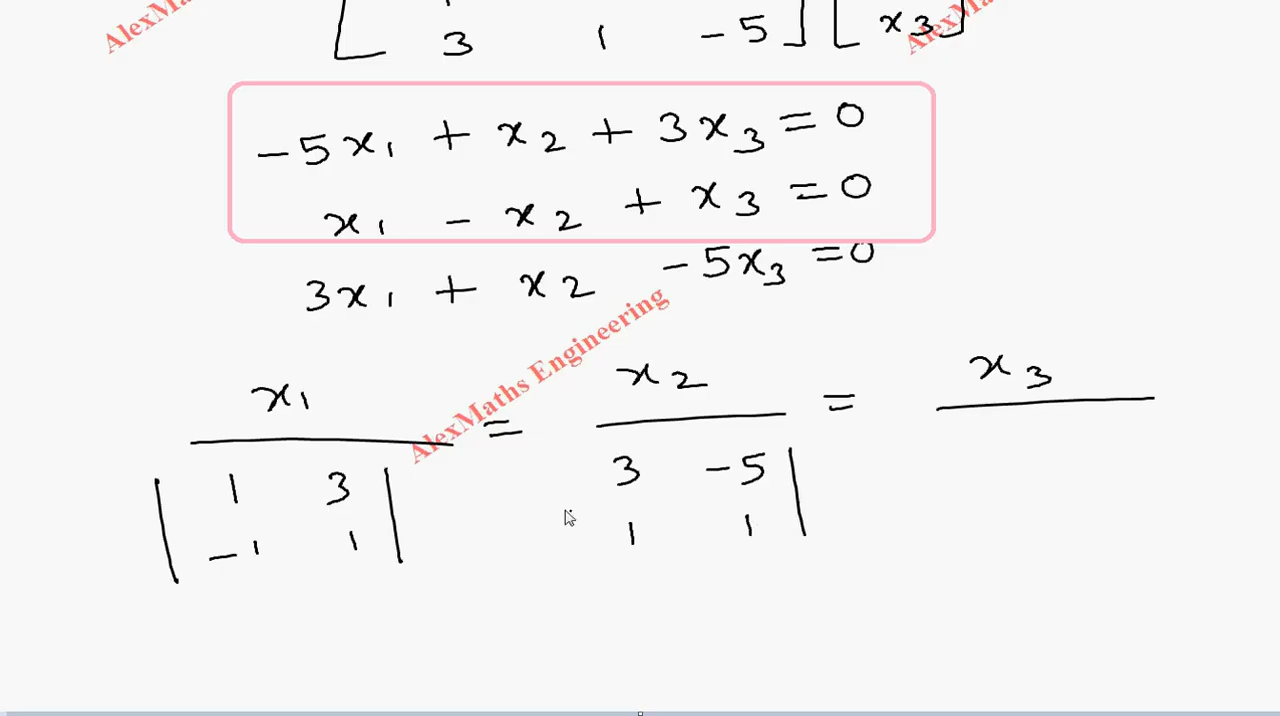 3 1 -5 x3
-5x1 + x2 + 3x3 = 0
x1 - x2 + x3 = 0
3x1 + x2 - 5x3 = 0
AlexMaths Engineering
x1 = x2 = x3
1 3 3 -5
-1 1 1 1